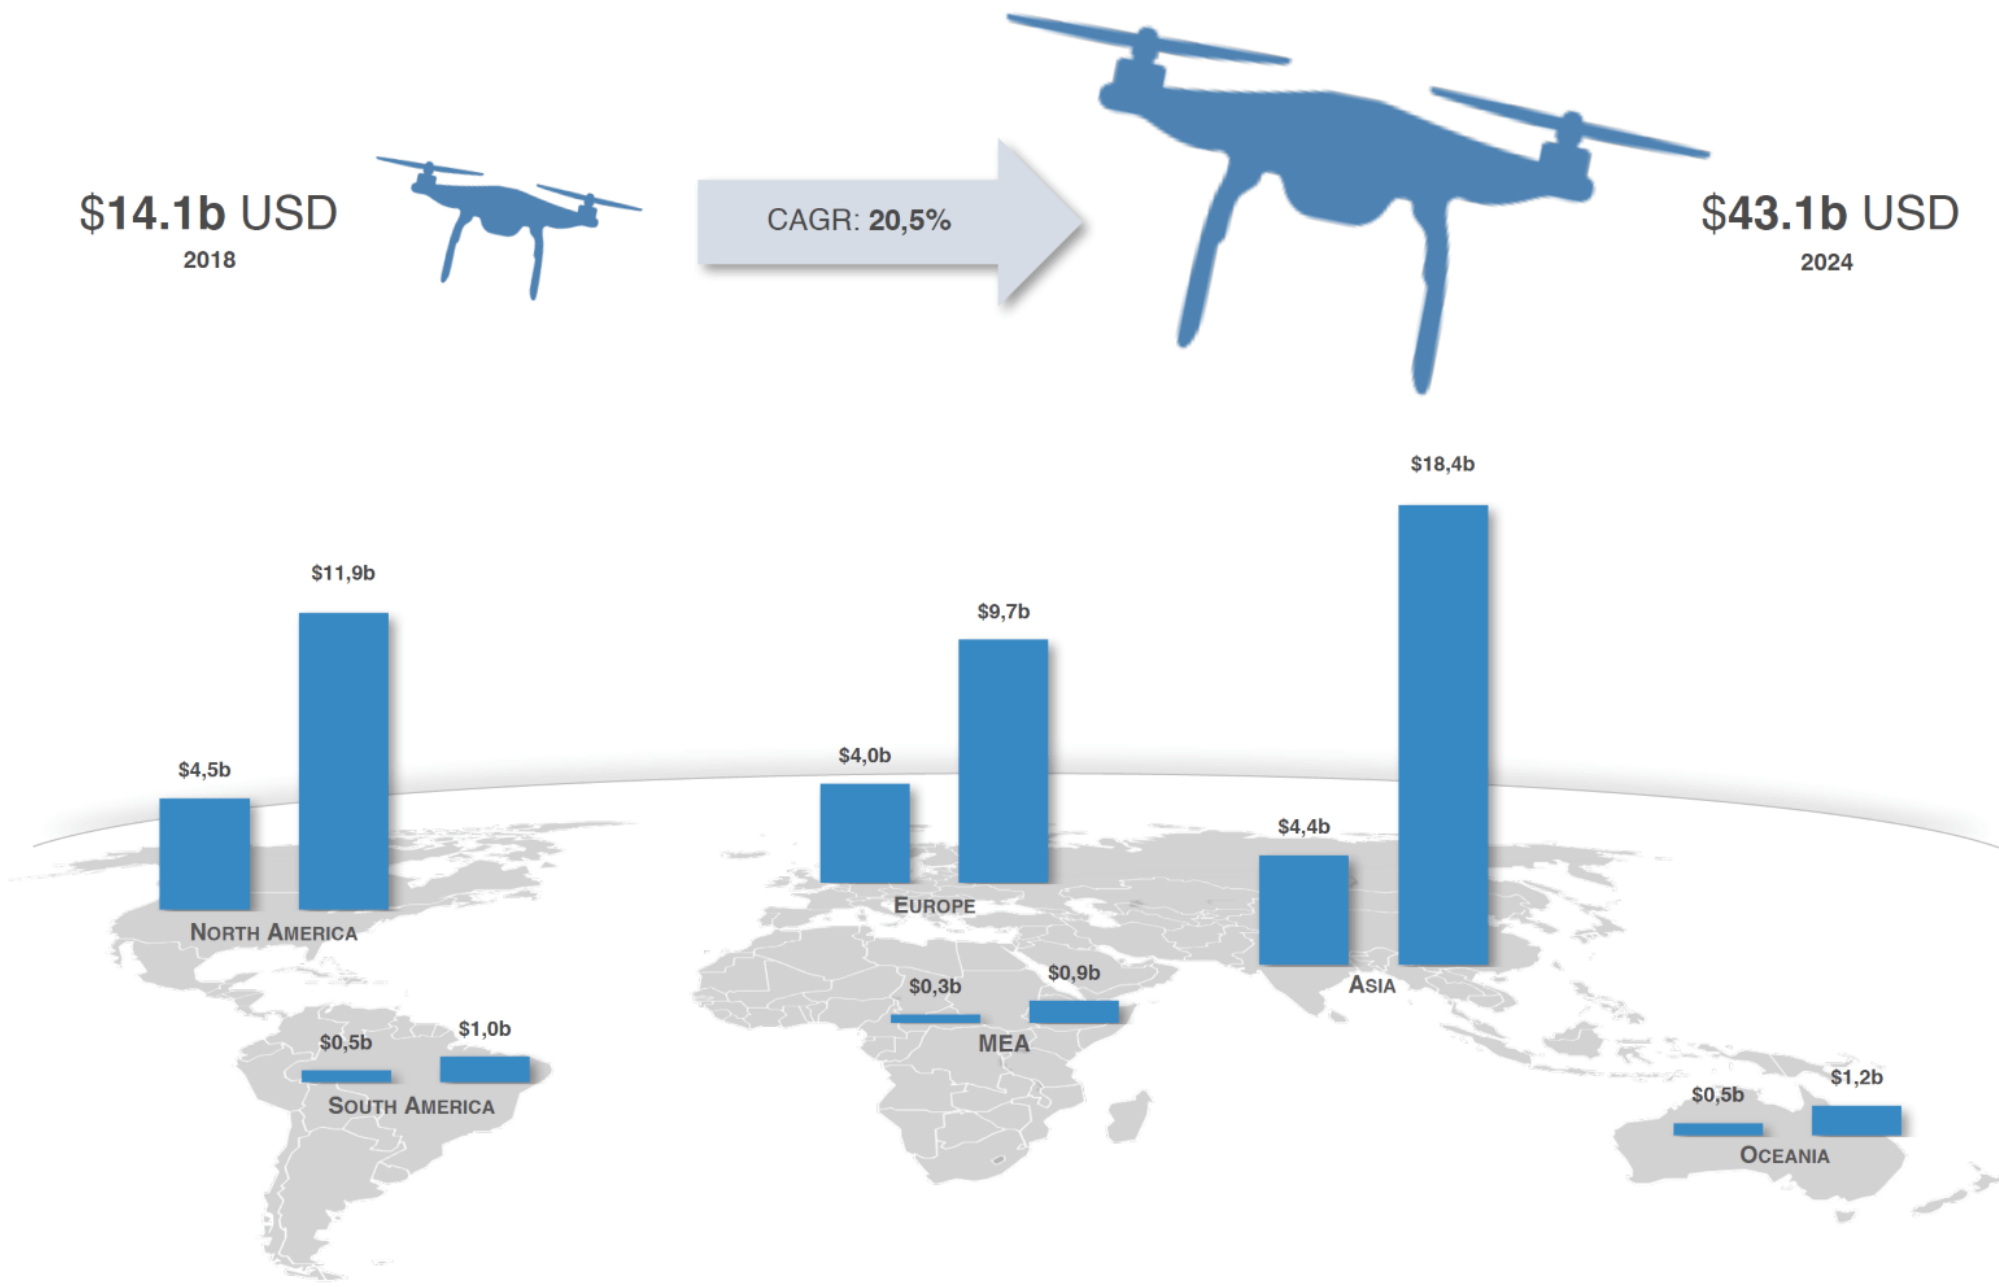 $14.1b USD
2018
CAGR: 20,5%
$43.1b USD
2024
$4,5b
$11,9b
NORTH AMERICA
$0,5b
$1,0b
SOUTH AMERICA
$4,0b
$9,7b
EUROPE
$0,3b
$0,9b
MEA
$4,4b
$18,4b
ASIA
$0,5b
$1,2b
OCEANIA